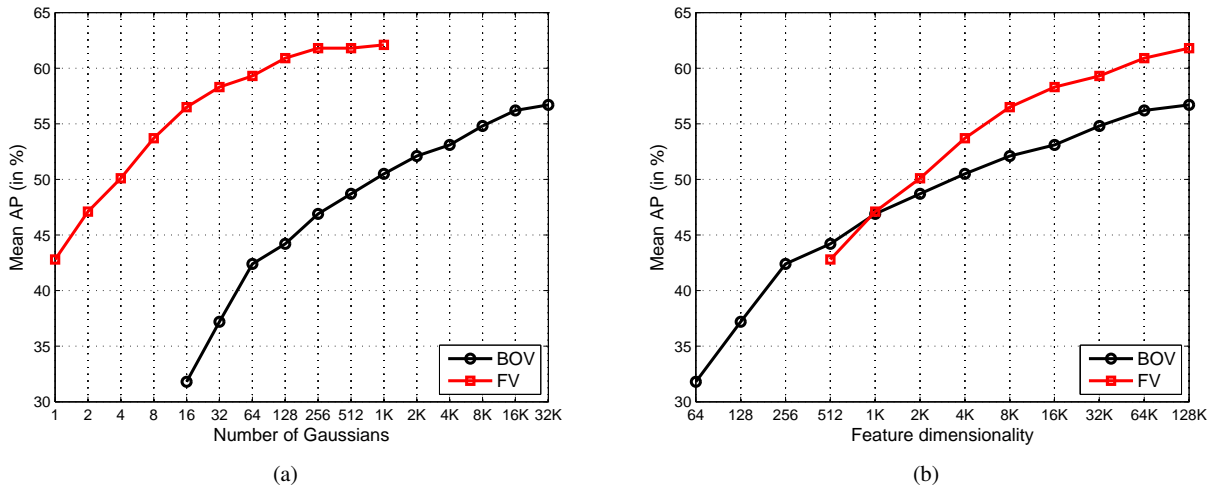 65
60
55
50
45
40
35
30
Mean AP (in %)
1 2 4 8 16 32 64 128 256 512 1K 2K 4K 8K 16K 32K
Number of Gaussians
BOV
FV
(a)
65
60
55
50
45
40
35
30
Mean AP (in %)
64 128 256 512 1K 2K 4K 8K 16K 32K 64K 128K
Feature dimensionality
BOV
FV
(b)